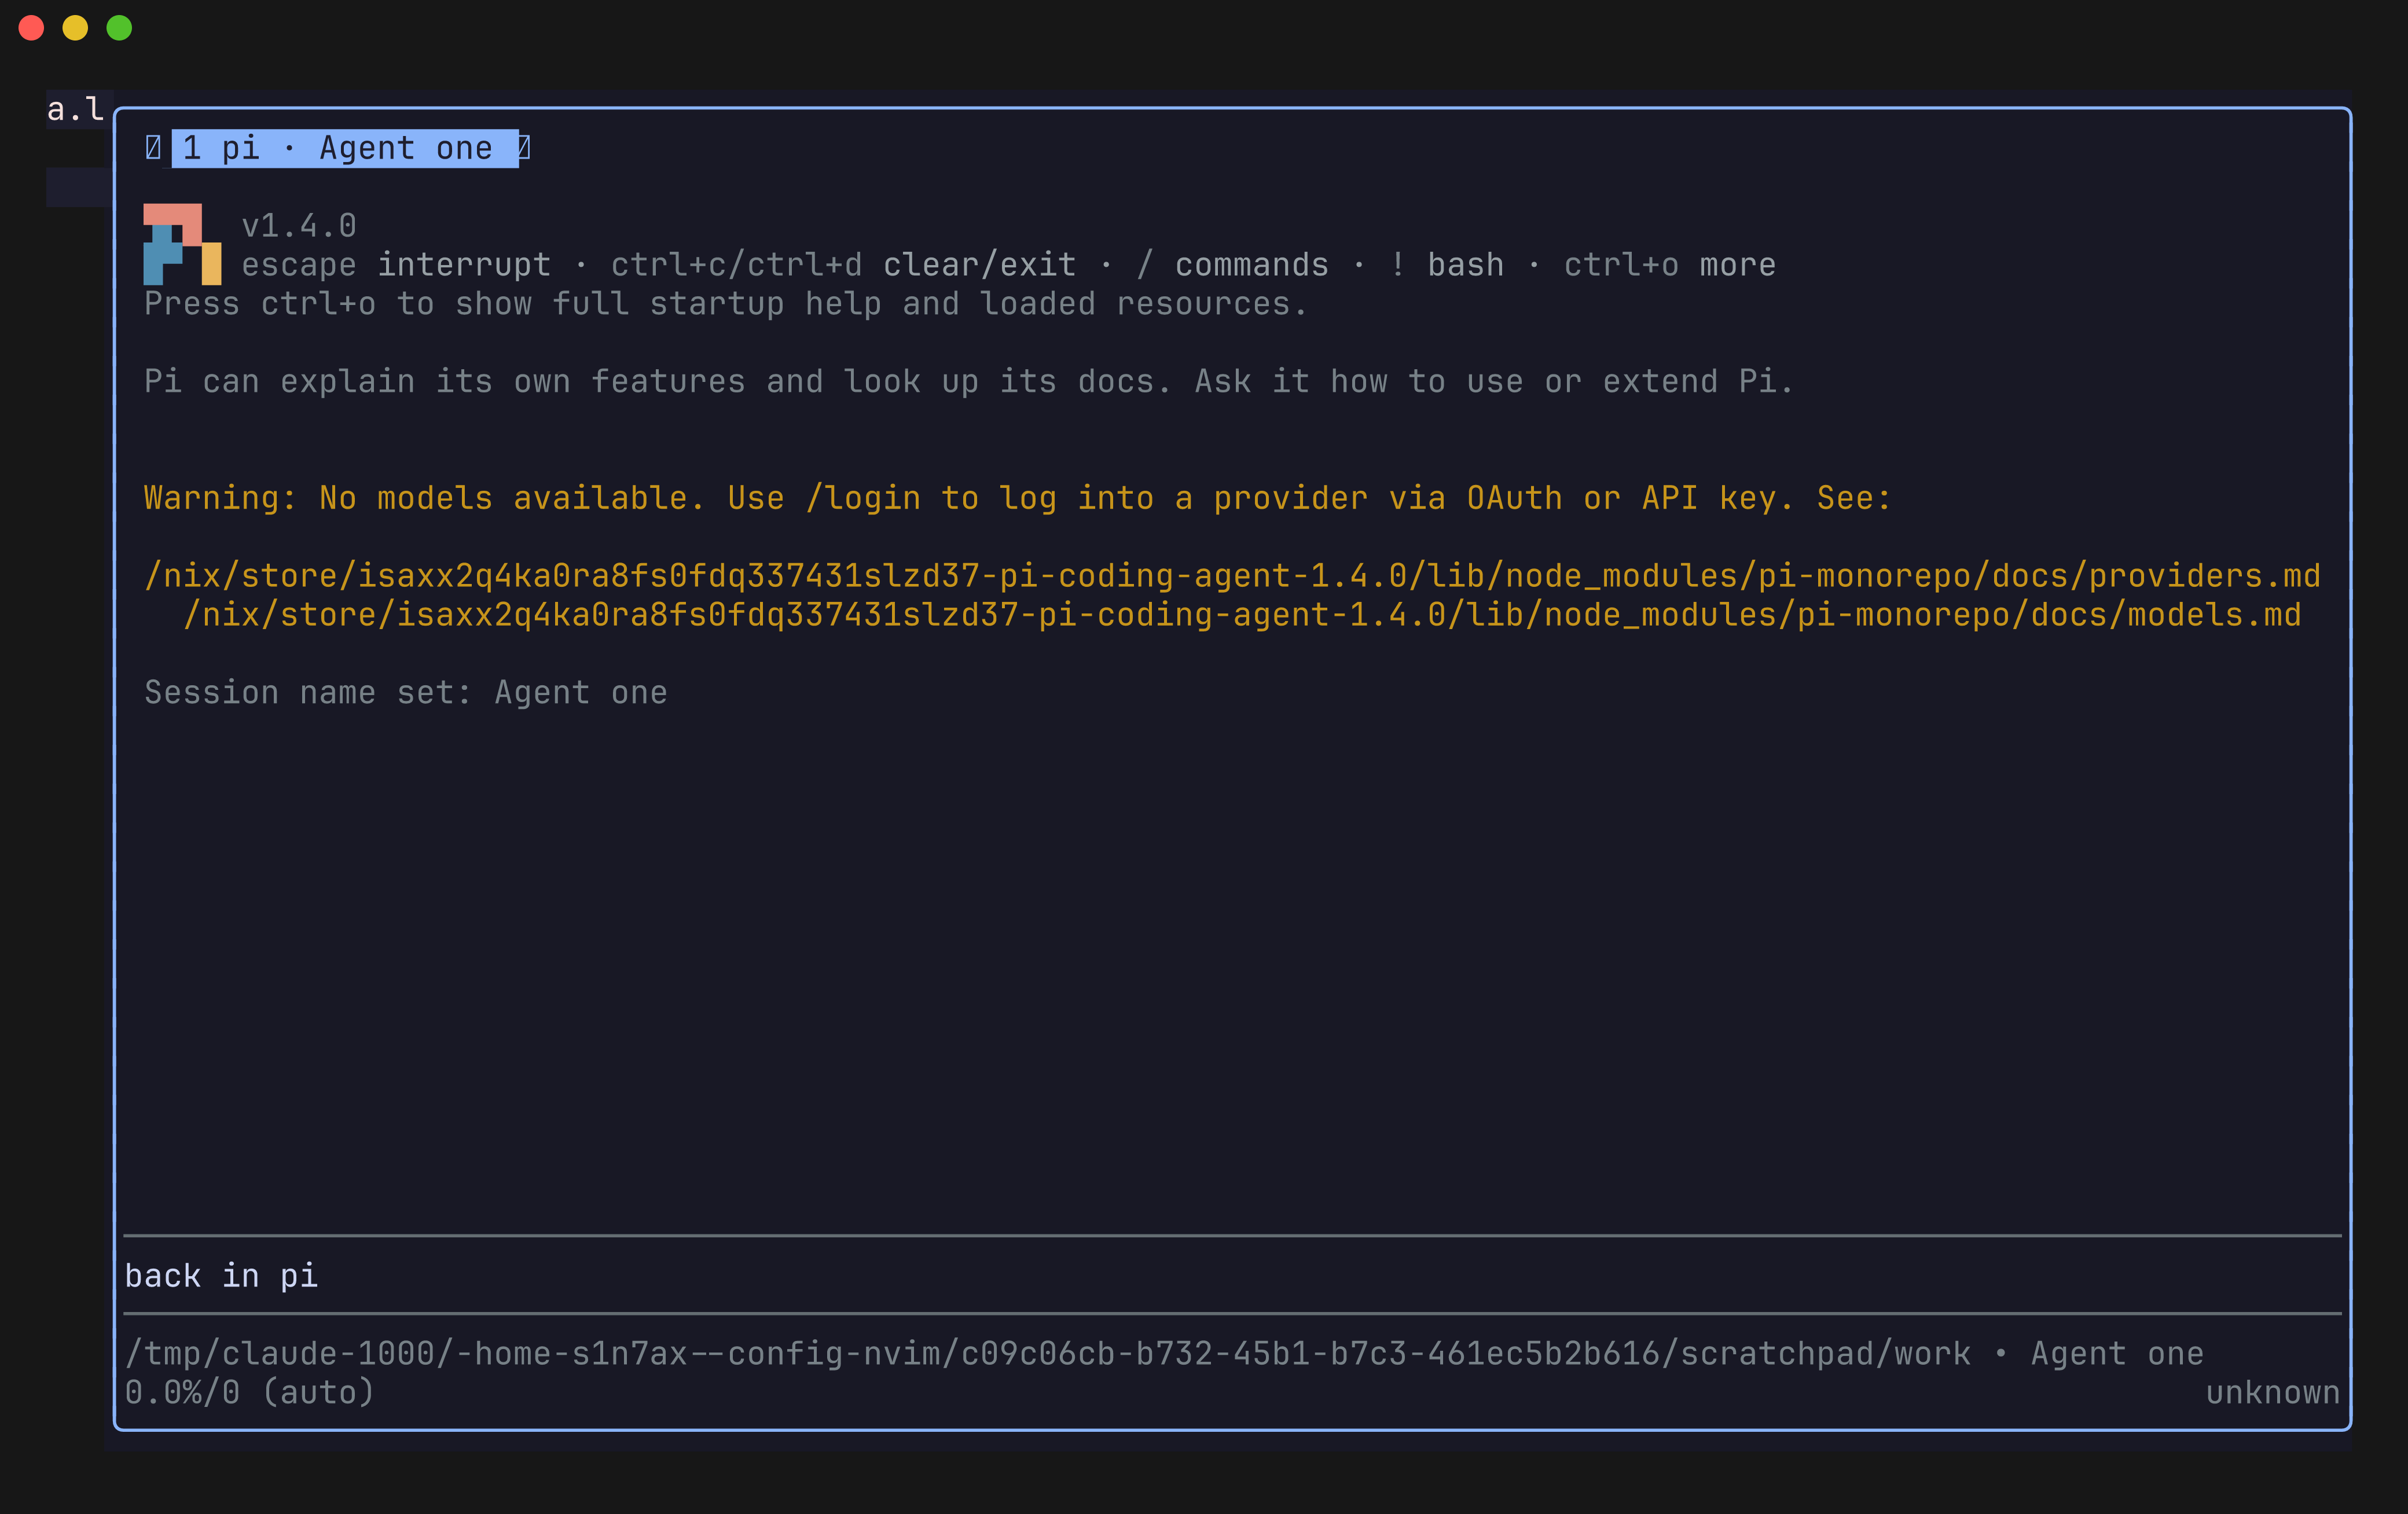 a.l
1 pi · Agent one
v1.4.0
escape interrupt · ctrl+c/ctrl+d clear/exit · / commands · ! bash · ctrl+o more
Press ctrl+o to show full startup help and loaded resources.
Pi can explain its own features and look up its docs. Ask it how to use or extend Pi.
Warning: No models available. Use /login to log into a provider via OAuth or API key. See:
/nix/store/isaxx2q4ka0ra8fs0fdq337431slzd37-pi-coding-agent-1.4.0/lib/node_modules/pi-monorepo/docs/providers.md
/nix/store/isaxx2q4ka0ra8fs0fdq337431slzd37-pi-coding-agent-1.4.0/lib/node_modules/pi-monorepo/docs/models.md
Session name set: Agent one
back in pi
/tmp/claude-1000/-home-s1n7ax--config-nvim/c09c06cb-b732-45b1-b7c3-461ec5b2b616/scratchpad/work • Agent one
0.0%/0 (auto) unknown